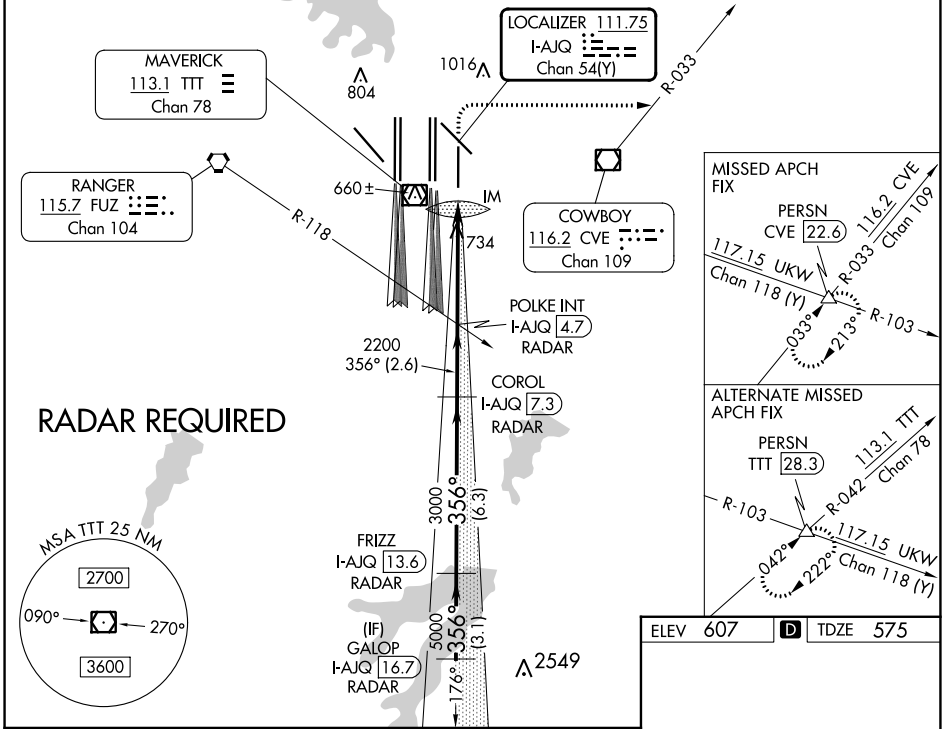 LOCALIZER 111.75
I-AJQ
Chan 54(Y)
R-033
MAVERICK
113.1 TTT
Chan 78
804
1016
RANGER
115.7 FUZ
Chan 104
R-118
660±
IM
734
COWBOY
116.2 CVE
Chan 109
POLKE INT
I-AJQ 4.7
RADAR
2200
356° (2.6)
COROL
I-AJQ 7.3
RADAR
RADAR REQUIRED
3000
356°
(6.3)
FRIZZ
I-AJQ 13.6
RADAR
5000
356°
(3.1)
(IF)
GALOP
I-AJQ 16.7
RADAR
176°
2549
MSA TTT 25 NM
2700
090°
270°
3600
MISSED APCH
FIX
PERSN
CVE 22.6
116.2 CVE
Chan 109
R-033
117.15 UKW
Chan 118 (Y)
R-103
033°
213°
ALTERNATE MISSED
APCH FIX
PERSN
TTT 28.3
113.1 TTT
Chan 78
R-042
R-103
117.15 UKW
Chan 118 (Y)
042°
222°
ELEV 607 D TDZE 575